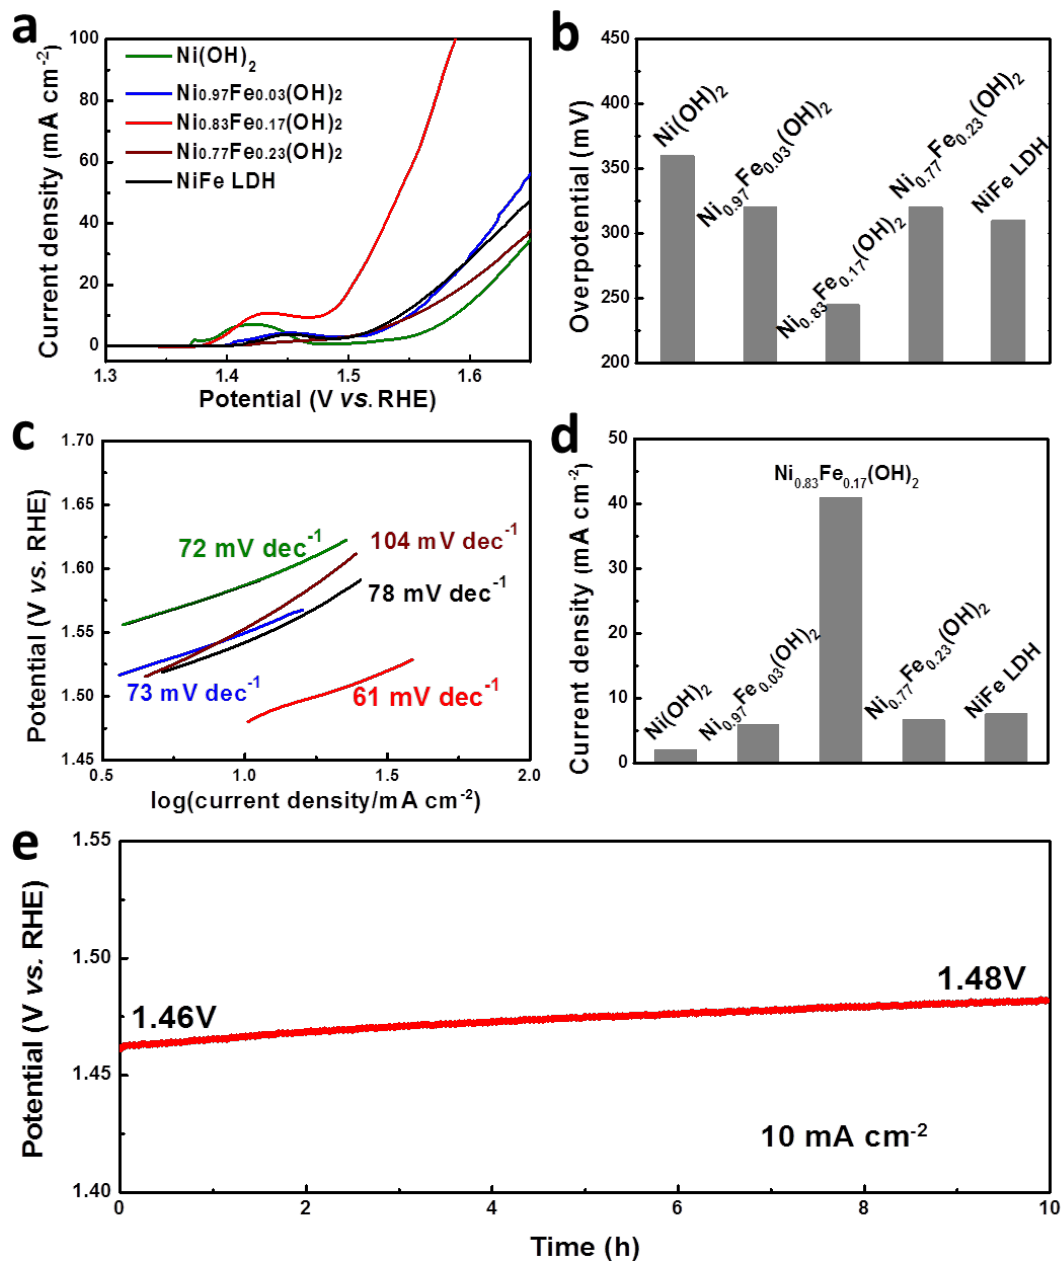 a
Current density (mA cm⁻²)
100
80
60
40
20
0
Ni(OH)₂
Ni₀.₉₇Fe₀.₀₃(OH)₂
Ni₀.₈₃Fe₀.₁₇(OH)₂
Ni₀.₇₇Fe₀.₂₃(OH)₂
NiFe LDH
1.3
1.4
1.5
1.6
Potential (V vs. RHE)
b
Overpotential (mV)
450
400
350
300
250
200
Ni(OH)₂
Ni₀.₉₇Fe₀.₀₃(OH)₂
Ni₀.₈₃Fe₀.₁₇(OH)₂
Ni₀.₇₇Fe₀.₂₃(OH)₂
NiFe LDH
c
Potential (V vs. RHE)
1.70
1.65
1.60
1.55
1.50
1.45
72 mV dec⁻¹
104 mV dec⁻¹
78 mV dec⁻¹
73 mV dec⁻¹
61 mV dec⁻¹
0.5
1.0
1.5
2.0
log(current density/mA cm⁻²)
d
Current density (mA cm⁻²)
50
40
30
20
10
0
Ni(OH)₂
Ni₀.₉₇Fe₀.₀₃(OH)₂
Ni₀.₈₃Fe₀.₁₇(OH)₂
Ni₀.₇₇Fe₀.₂₃(OH)₂
NiFe LDH
e
Potential (V vs. RHE)
1.55
1.50
1.45
1.40
1.46V
1.48V
10 mA cm⁻²
0
2
4
6
8
10
Time (h)